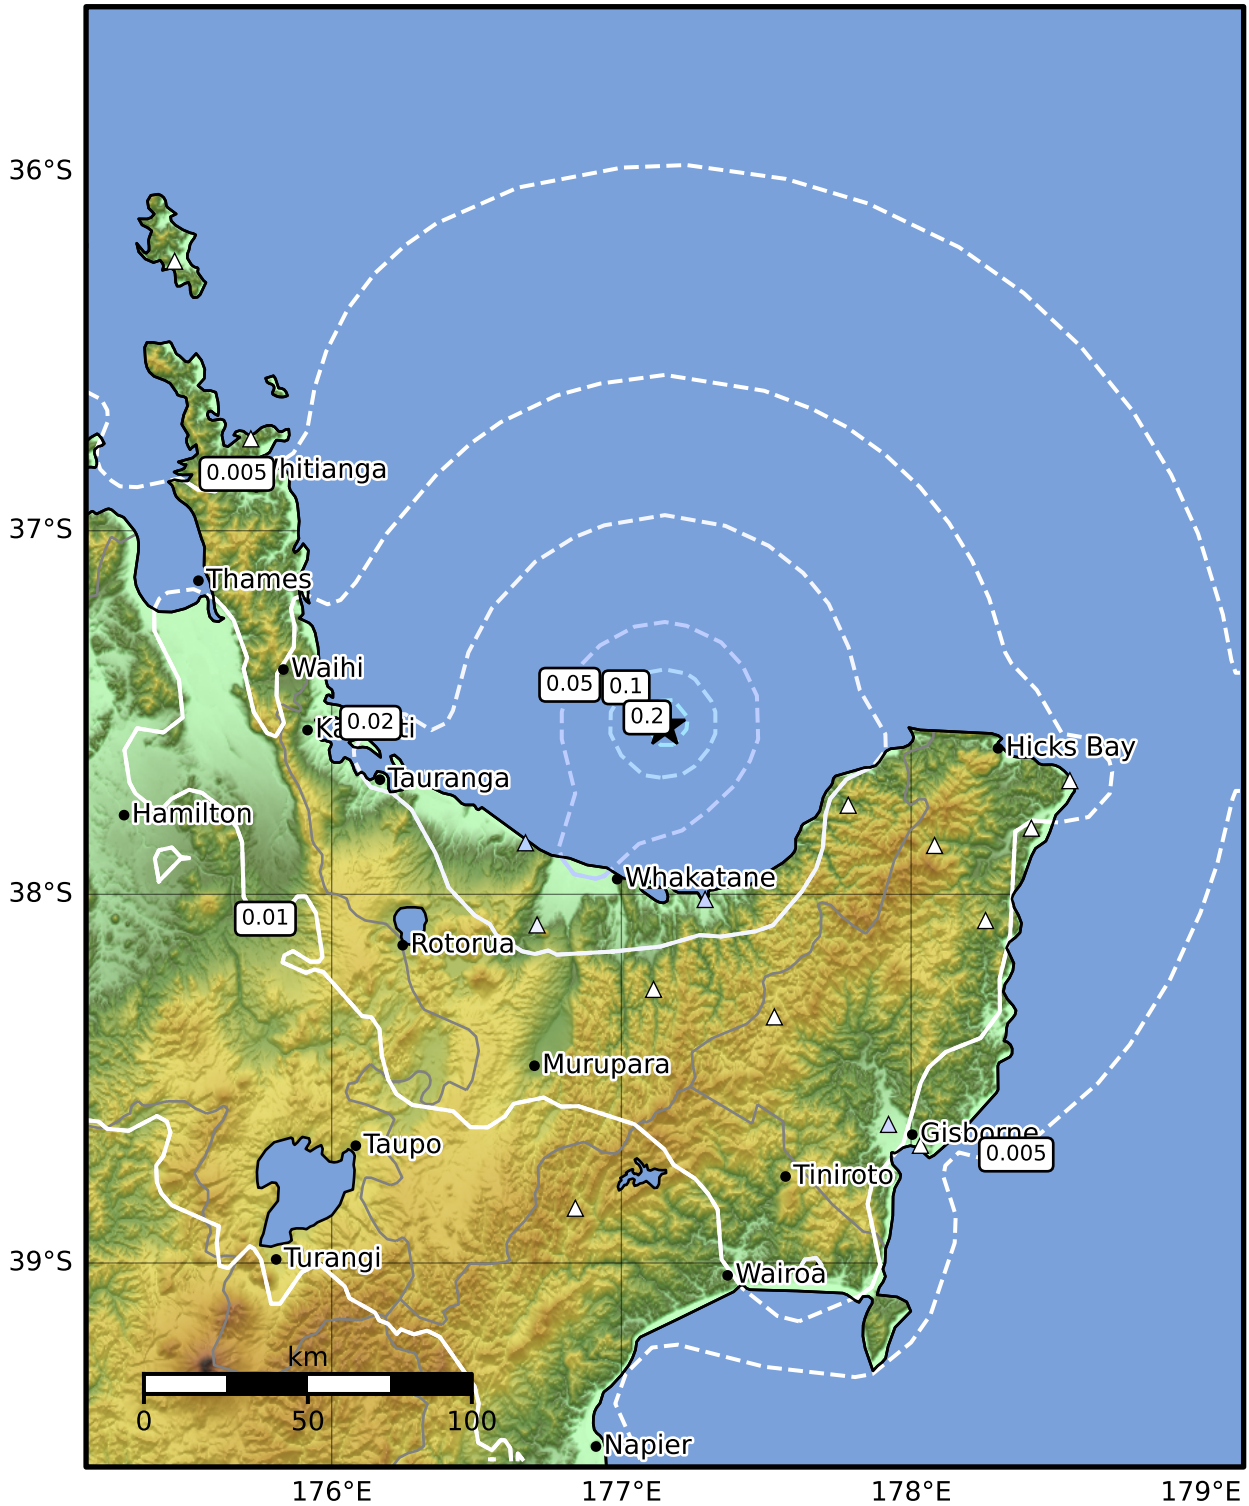 36°S
Whitianga
0.005
37°S
Thames
Waihi
0.05
0.1
0.2
0.02
Hicks Bay
Tauranga
Hamilton
Whakatane
38°S
0.01
Rotorua
Murupara
Gisborne
0.005
Taupo
Tiniroto
39°S
Turangi
Wairoa
km
0
50
100
Napier
176°E
177°E
178°E
179°E